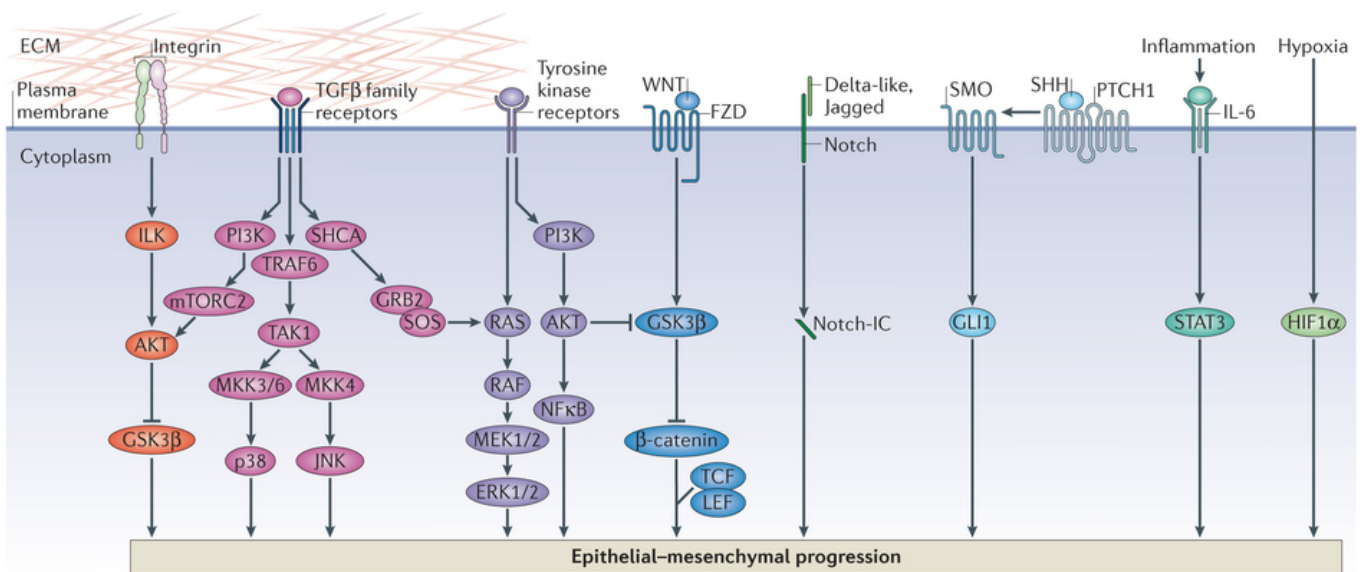 ECM
Integrin
Plasma
membrane
Cytoplasm
TGFβ family
receptors
Tyrosine
kinase
receptors
WNT
FZD
Delta-like,
Jagged
Notch
SMO
SHH
PTCH1
Inflammation
IL-6
Hypoxia
ILK
PI3K
SHCA
TRAF6
PI3K
mTORC2
GRB2
SOS
RAS
AKT
GSK3β
Notch-IC
GLI1
STAT3
HIF1α
AKT
TAK1
MKK3/6
MKK4
RAF
NFκB
GSK3β
MEK1/2
β-catenin
p38
JNK
ERK1/2
TCF
LEF
Epithelial–mesenchymal progression